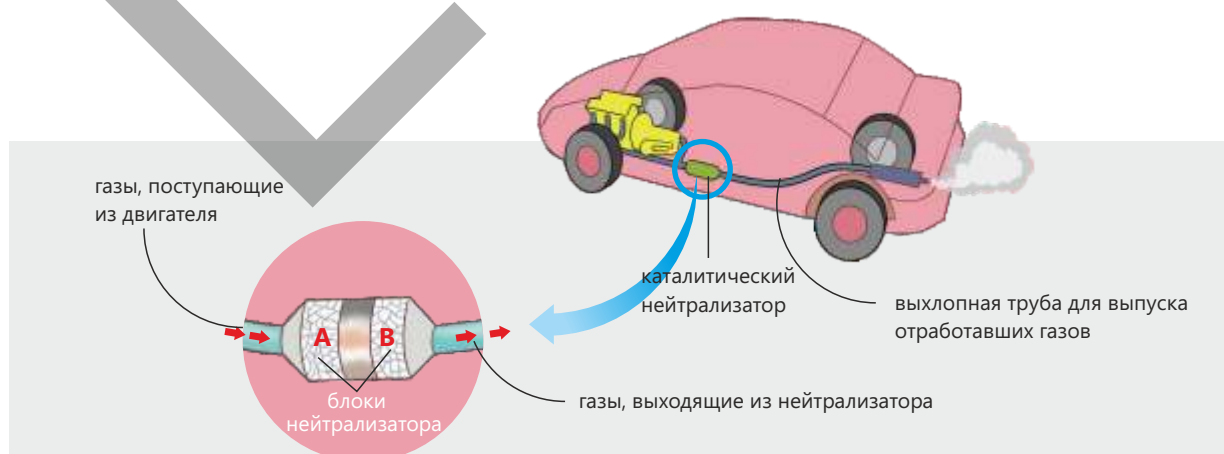 газы, поступающие
из двигателя
каталитический
нейтрализатор
выхлопная труба для выпуска
отработавших газов
A
B
блоки
нейтрализатора
газы, выходящие из нейтрализатора